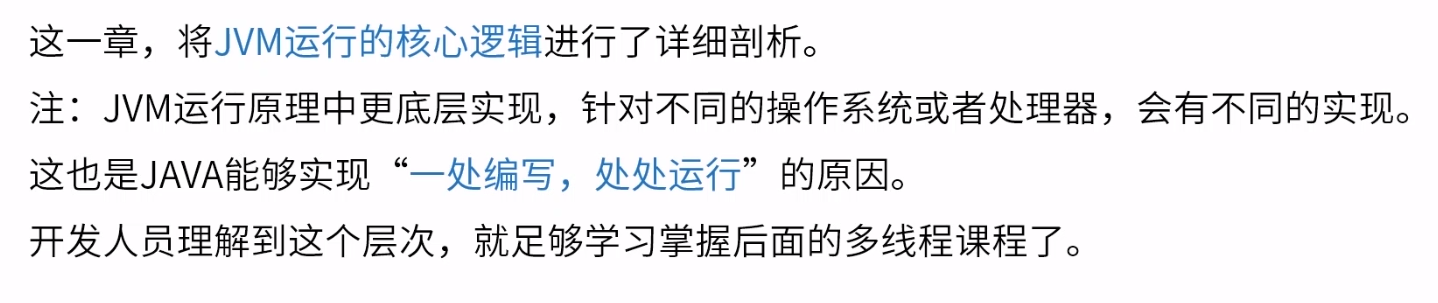 这一章，将JVM运行的核心逻辑进行了详细剖析。
注：JVM运行原理中更底层实现，针对不同的操作系统或者处理器，会有不同的实现。
这也是JAVA能够实现“一处编写，处处运行”的原因。
开发人员理解到这个层次，就足够学习掌握后面的多线程课程了。